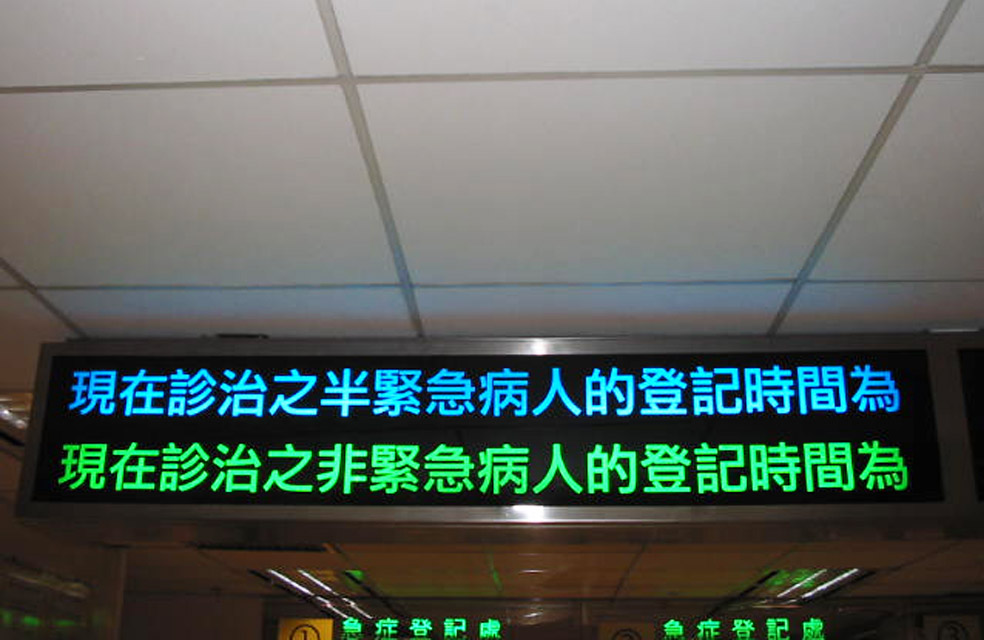 現在診治之半緊急病人的登記時間為
現在診治之非緊急病人的登記時間為
① 急症登記處
② 急症登記處